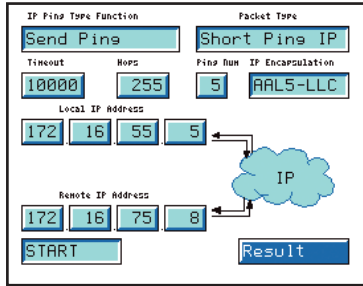 IP Ping Type Function Packet Type
Send Ping Short Ping IP
Timeout Hops Ping Num IP Encapsulation
10000 255 5 AAL5-LLC
Local IP Address
172 . 16 . 55 . 5
IP
Remote IP Address
172 . 16 . 75 . 8
START Result